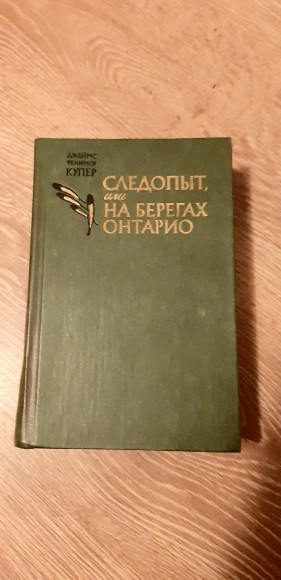 ДЖЕЙМС
ФЕНИМОР
КУПЕР
СЛЕДОПЫТ,
или
НА БЕРЕГАХ
ОНТАРИО